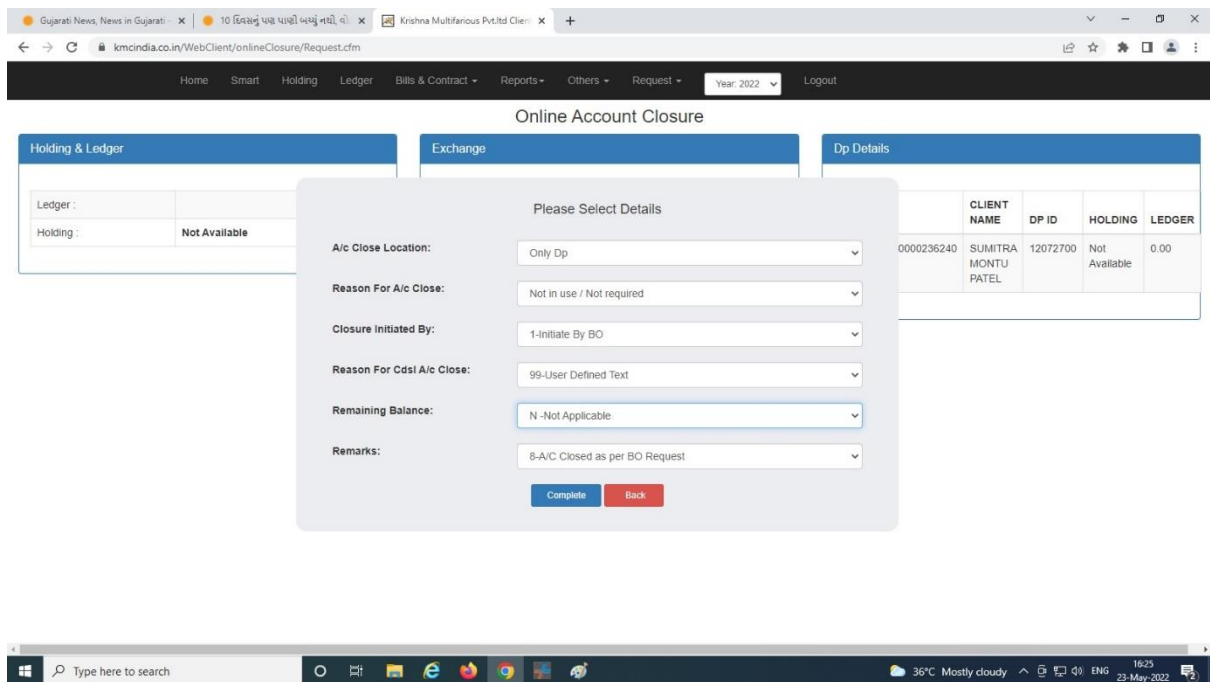 Gujarati News, News in Gujarati -
10 દિવસનું પણ પાણી બચ્યું નથી, વો
Krishna Multifarious Pvt.ltd Clien
kmcindia.co.in/WebClient/onlineClosure/Request.cfm
Home Smart Holding Ledger Bills & Contract Reports Others Request Year: 2022 Logout
Online Account Closure
Holding & Ledger
Exchange
Dp Details
Ledger :
Holding : Not Available
CLIENT NAME DP ID HOLDING LEDGER
0000236240 SUMITRA MONTU PATEL 12072700 Not Available 0.00
Please Select Details
A/c Close Location: Only Dp
Reason For A/c Close: Not in use / Not required
Closure Initiated By: 1-Initiate By BO
Reason For Cdsl A/c Close: 99-User Defined Text
Remaining Balance: N -Not Applicable
Remarks: 8-A/C Closed as per BO Request
Complete Back
Type here to search
36°C Mostly cloudy ENG 16:25
23-May-2022
2